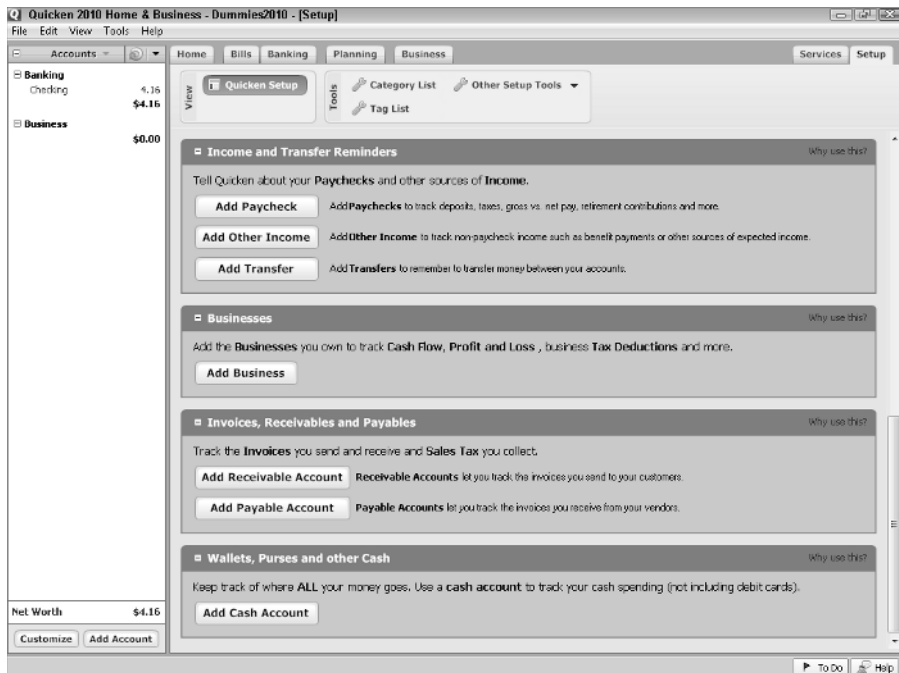 Quicken 2010 Home & Business - Dummies2010 - [Setup]
File Edit View Tools Help
Accounts
Home Bills Banking Planning Business Services Setup
Banking
Checking 4.16
$4.16
Business
$0.00
View
Quicken Setup
Tools
Category List Other Setup Tools
Tag List
Income and Transfer Reminders Why use this?
Tell Quicken about your Paychecks and other sources of Income.
Add Paycheck Add Paychecks to track deposits, taxes, gross vs. net pay, retirement contributions and more.
Add Other Income Add Other Income to track non-paycheck income such as benefit payments or other sources of expected income.
Add Transfer Add Transfers to remember to transfer money between your accounts.
Businesses Why use this?
Add the Businesses you own to track Cash Flow, Profit and Loss , business Tax Deductions and more.
Add Business
Invoices, Receivables and Payables Why use this?
Track the Invoices you send and receive and Sales Tax you collect.
Add Receivable Account Receivable Accounts let you track the invoices you send to your customers.
Add Payable Account Payable Accounts let you track the invoices you receive from your vendors.
Wallets, Purses and other Cash Why use this?
Keep track of where ALL your money goes. Use a cash account to track your cash spending (not including debit cards).
Add Cash Account
Net Worth $4.16
Customize Add Account
To Do Help